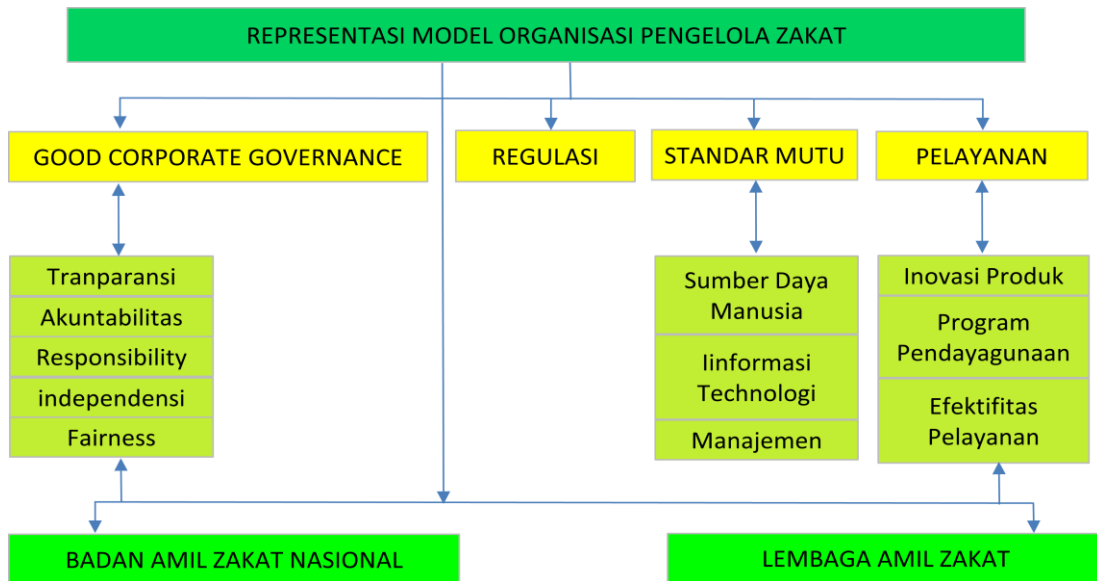 REPRESENTASI MODEL ORGANISASI PENGELOLA ZAKAT
GOOD CORPORATE GOVERNANCE
REGULASI
STANDAR MUTU
PELAYANAN
Tranparansi
Akuntabilitas
Responsibility
independensi
Fairness
Sumber Daya
Manusia
Iinformasi
Technologi
Manajemen
Inovasi Produk
Program
Pendayagunaan
Efektifitas
Pelayanan
BADAN AMIL ZAKAT NASIONAL
LEMBAGA AMIL ZAKAT